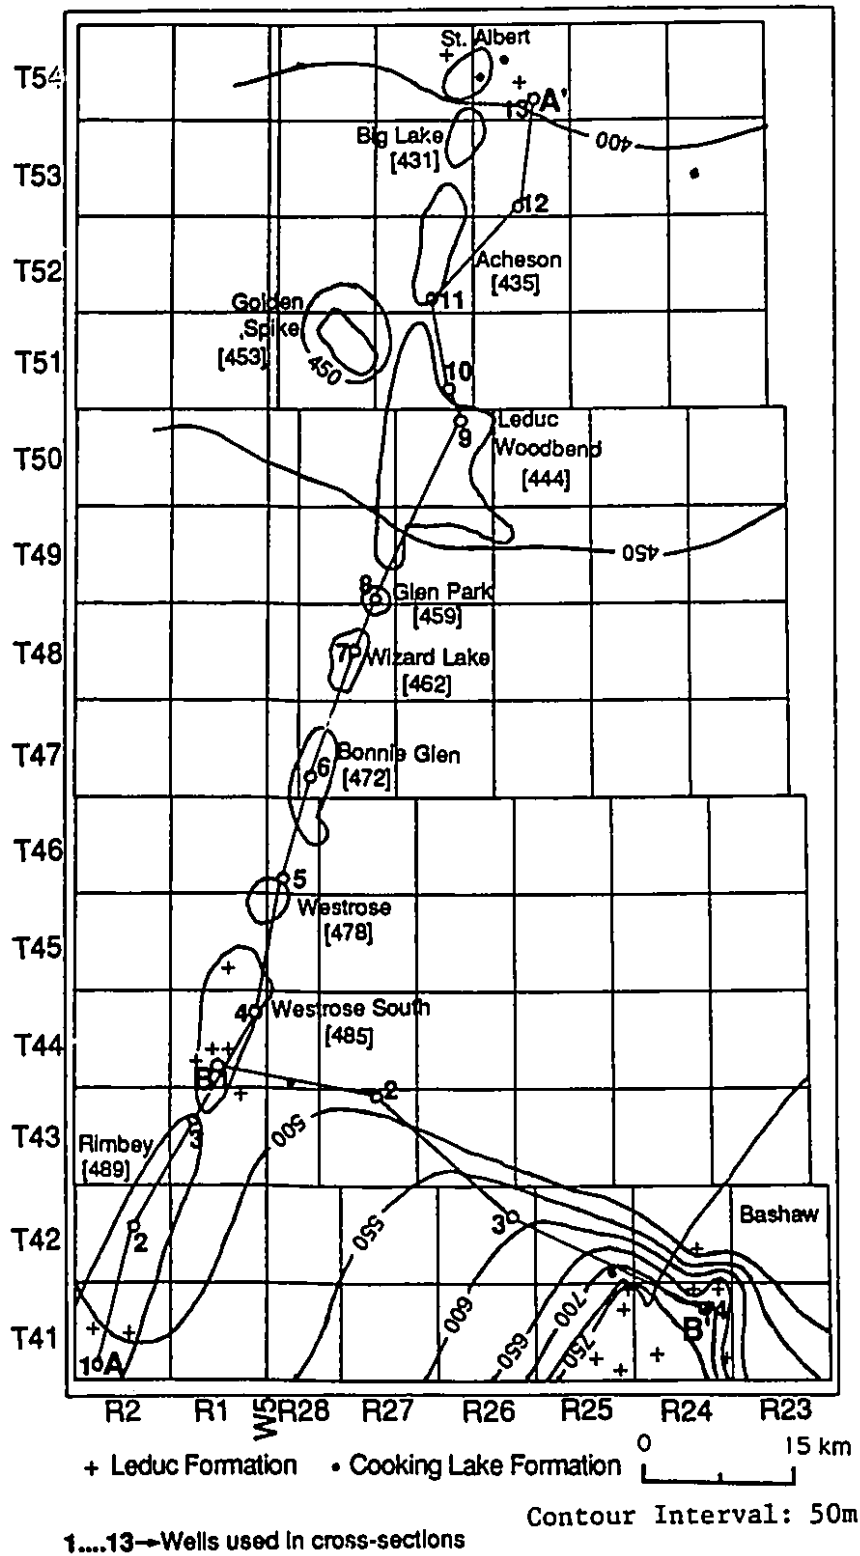 St. Albert
T54
13
A'
400
Big Lake
[431]
T53
12
T52
Acheson
[435]
11
Golden
Spike
[453]
T51
450
10
Leduc
9
Woodbend
T50
[444]
450
T49
8
Glen Park
[459]
T48
7
Wizard Lake
[462]
T47
Bonnie Glen
6
[472]
T46
5
Westrose
[478]
T45
4
Westrose South
[485]
T44
B
2
500
T43
3
Rimbey
[489]
Bashaw
T42
2
550
3
700
4
600
B'
T41
650
750
1
A
R2 R1 W5 R28 R27 R26 R25 R24 R23
+ Leduc Formation • Cooking Lake Formation
0 15 km
Contour Interval: 50m
1....13→Wells used in cross-sections